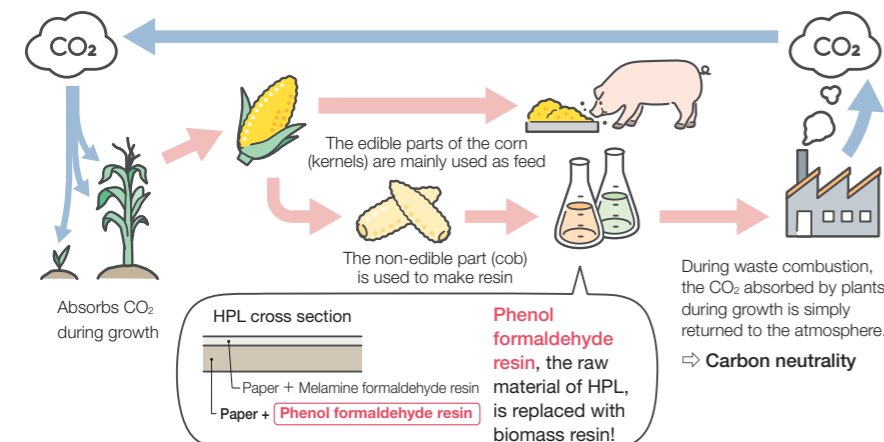 CO₂
CO₂
The edible parts of the corn
(kernels) are mainly used as feed
The non-edible part (cob)
is used to make resin
Absorbs CO₂
during growth
During waste combustion,
the CO₂ absorbed by plants
during growth is simply
returned to the atmosphere.
⇨ Carbon neutrality
HPL cross section
Paper + Melamine formaldehyde resin
Paper + Phenol formaldehyde resin
Phenol
formaldehyde
resin, the raw
material of HPL,
is replaced with
biomass resin!